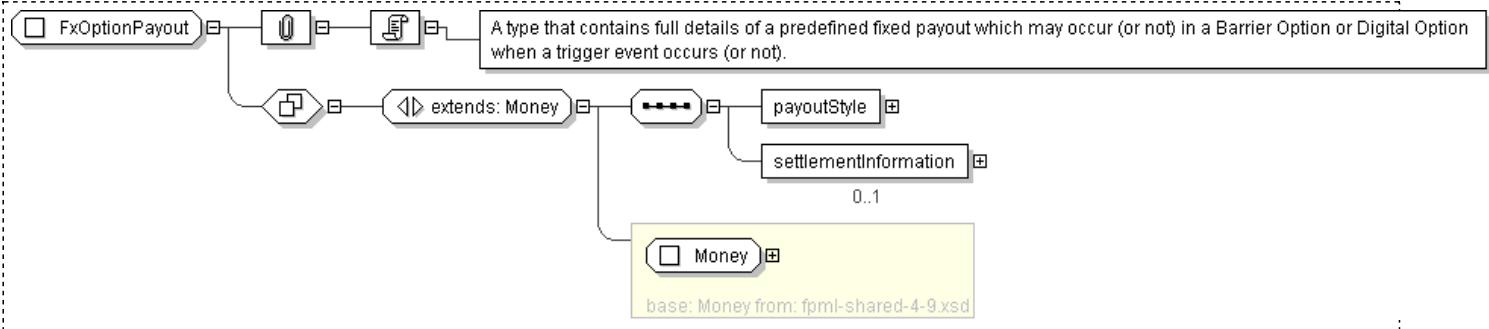 FxOptionPayout
A type that contains full details of a predefined fixed payout which may occur (or not) in a Barrier Option or Digital Option
when a trigger event occurs (or not).
extends: Money
payoutStyle
settlementInformation
0..1
Money
base: Money from: fpml-shared-4-9.xsd